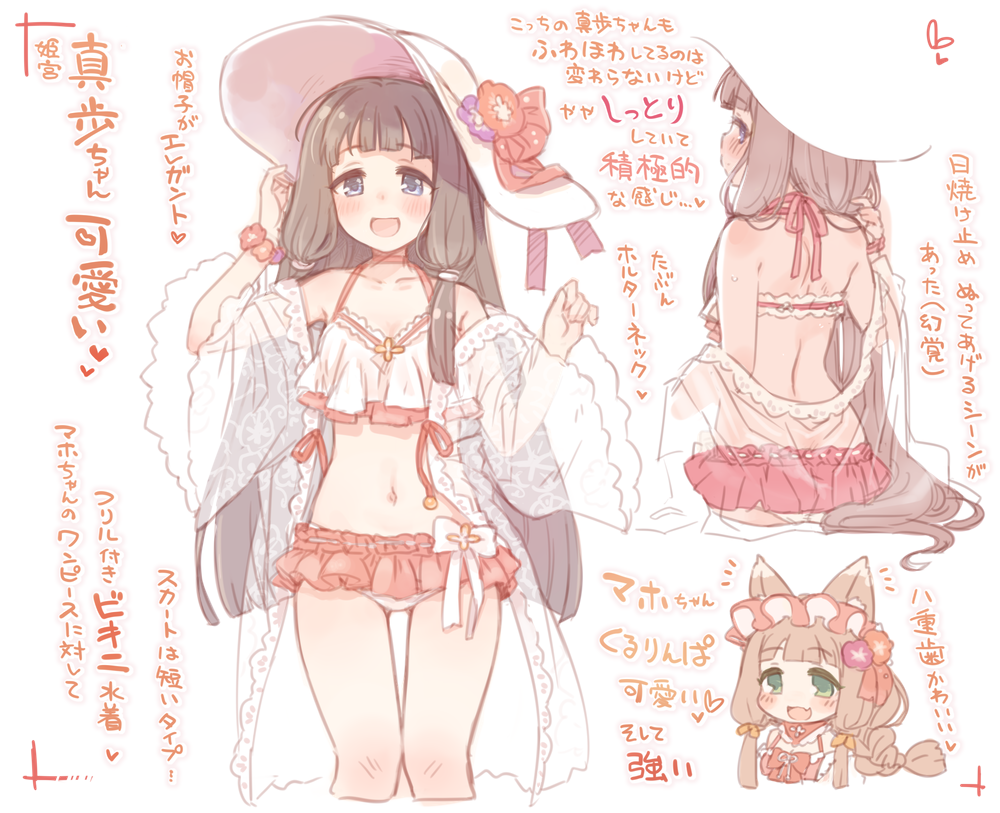 姫宮
真歩ちゃん可愛い
お帽子が
エレガント
こっちの真歩ちゃんも
ふわほわしてるのは
変わらないけど
ややしっとり
していて
積極的
な感じ…
日焼け止めぬってあげるシーンが
あった(幻覚)
たぶん
ホルターネック
マホちゃんのワンピースに対して
フリル付きビキニ水着
スカートは短いタイプ…
マホちゃん
くるりんぱ
可愛い
そして
強い
八重歯かわいい